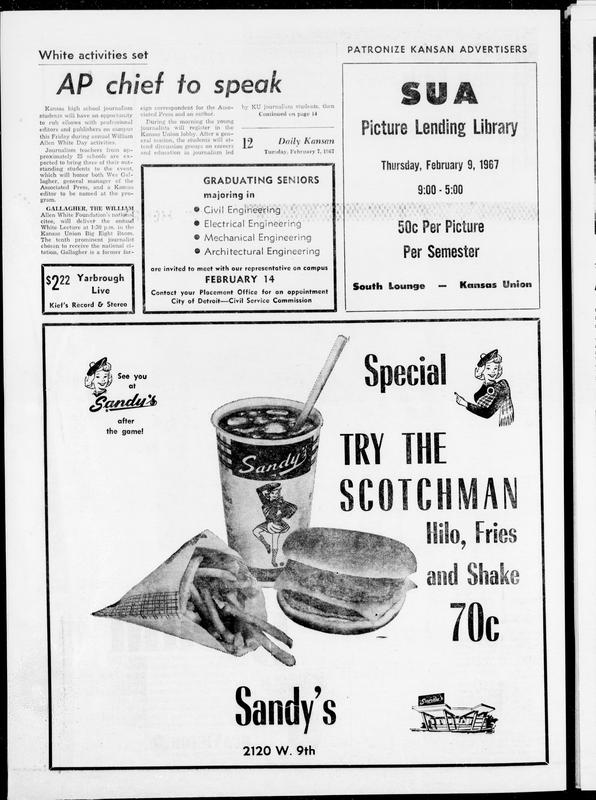 White activities set
AP chief to speak
Kansas high school journalism
students will have an opportunity
to rub elbows with professional
editors and publishers on campus
this Friday during annual William
Allen White Day activities.
Journalism teachers from ap-
proximately 25 schools are ex-
pected to bring three of their out-
standing students to the event,
which will honor both Wes Gal-
lagher, general manager of the
Associated Press, and a Kansas
editor to be named at the pro-
gram.
GALLAGHER, THE WILLIAM
Allen White Foundation's national
citee, will deliver the annual
White Lecture at 1:30 p.m. in the
Kansas Union Big Eight Room.
The tenth prominent journalist
chosen to receive the national ci-
tation, Gallagher is a former for-
eign correspondent for the Asso-
ciated Press and an author.
During the morning the young
journalists will register in the
Kansas Union lobby. After a gen-
eral session, the students will at-
tend discussion groups on careers
and education in journalism led
by KU journalism students, then
Continued on page 14
12 Daily Kansan
Tuesday, February 7, 1967
$2.22 Yarbrough
Live
Kief's Record & Stereo
GRADUATING SENIORS
majoring in
• Civil Engineering
• Electrical Engineering
• Mechanical Engineering
• Architectural Engineering
are invited to meet with our representative on campus
FEBRUARY 14
Contact your Placement Office for an appointment
City of Detroit—Civil Service Commission
PATRONIZE KANSAN ADVERTISERS
SUA
Picture Lending Library
Thursday, February 9, 1967
9:00 - 5:00
50c Per Picture
Per Semester
South Lounge — Kansas Union
See you
at
Sandy's
after
the game!
Sandy's
Special
TRY THE
SCOTCHMAN
Hilo, Fries
and Shake
70c
Sandy's
2120 W. 9th
Sandy's